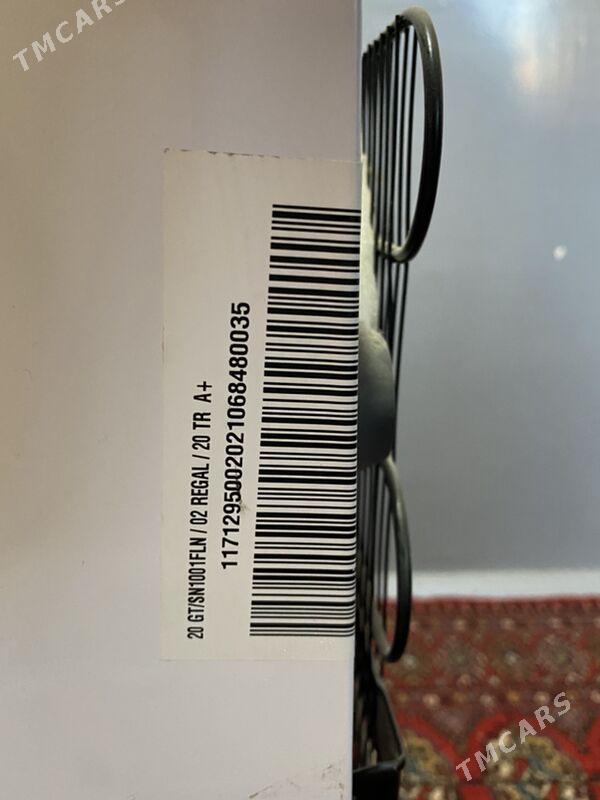 TMCARS
20 GT/SN1001FLN / 02 REGAL / 20 TR A+
1171295002021068480035
TMCARS